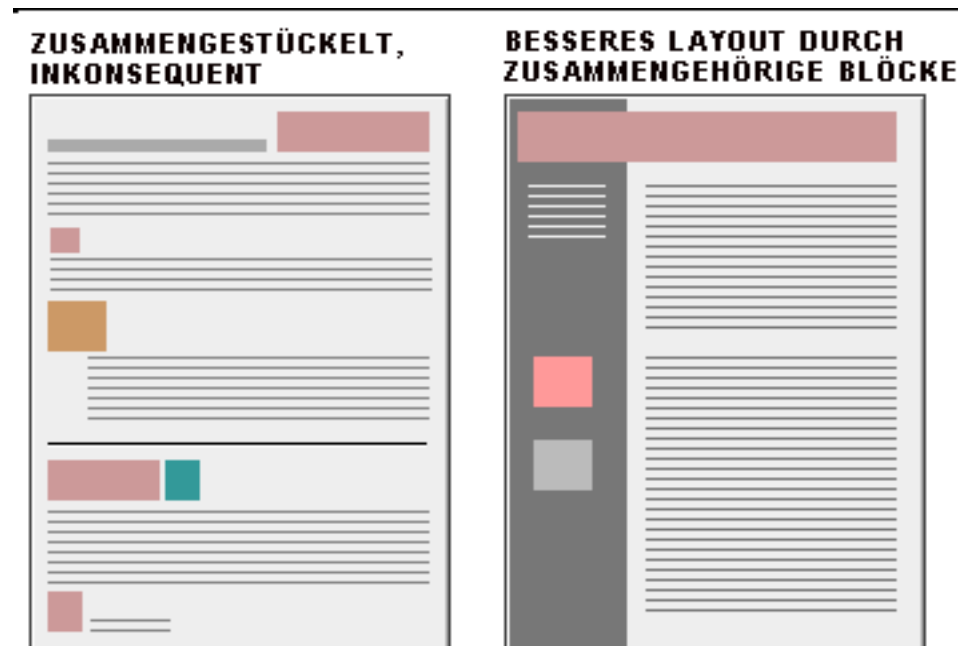 ZUSAMMENGESTÜCKELT,
INKONSEQUENT
BESSERES LAYOUT DURCH
ZUSAMMENGEHÖRIGE BLÖCKE